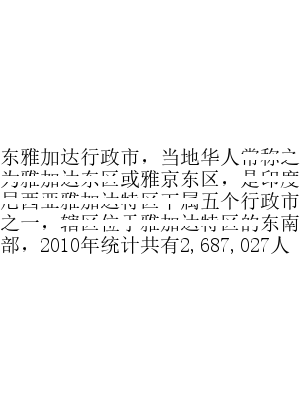 东雅加达行政市，当地华人常称之
为雅加达东区或雅京东区，是印度
尼西亚雅加达特区下属五个行政市
之一，辖区位于雅加达特区的东南
部，2010年统计共有2,687,027人